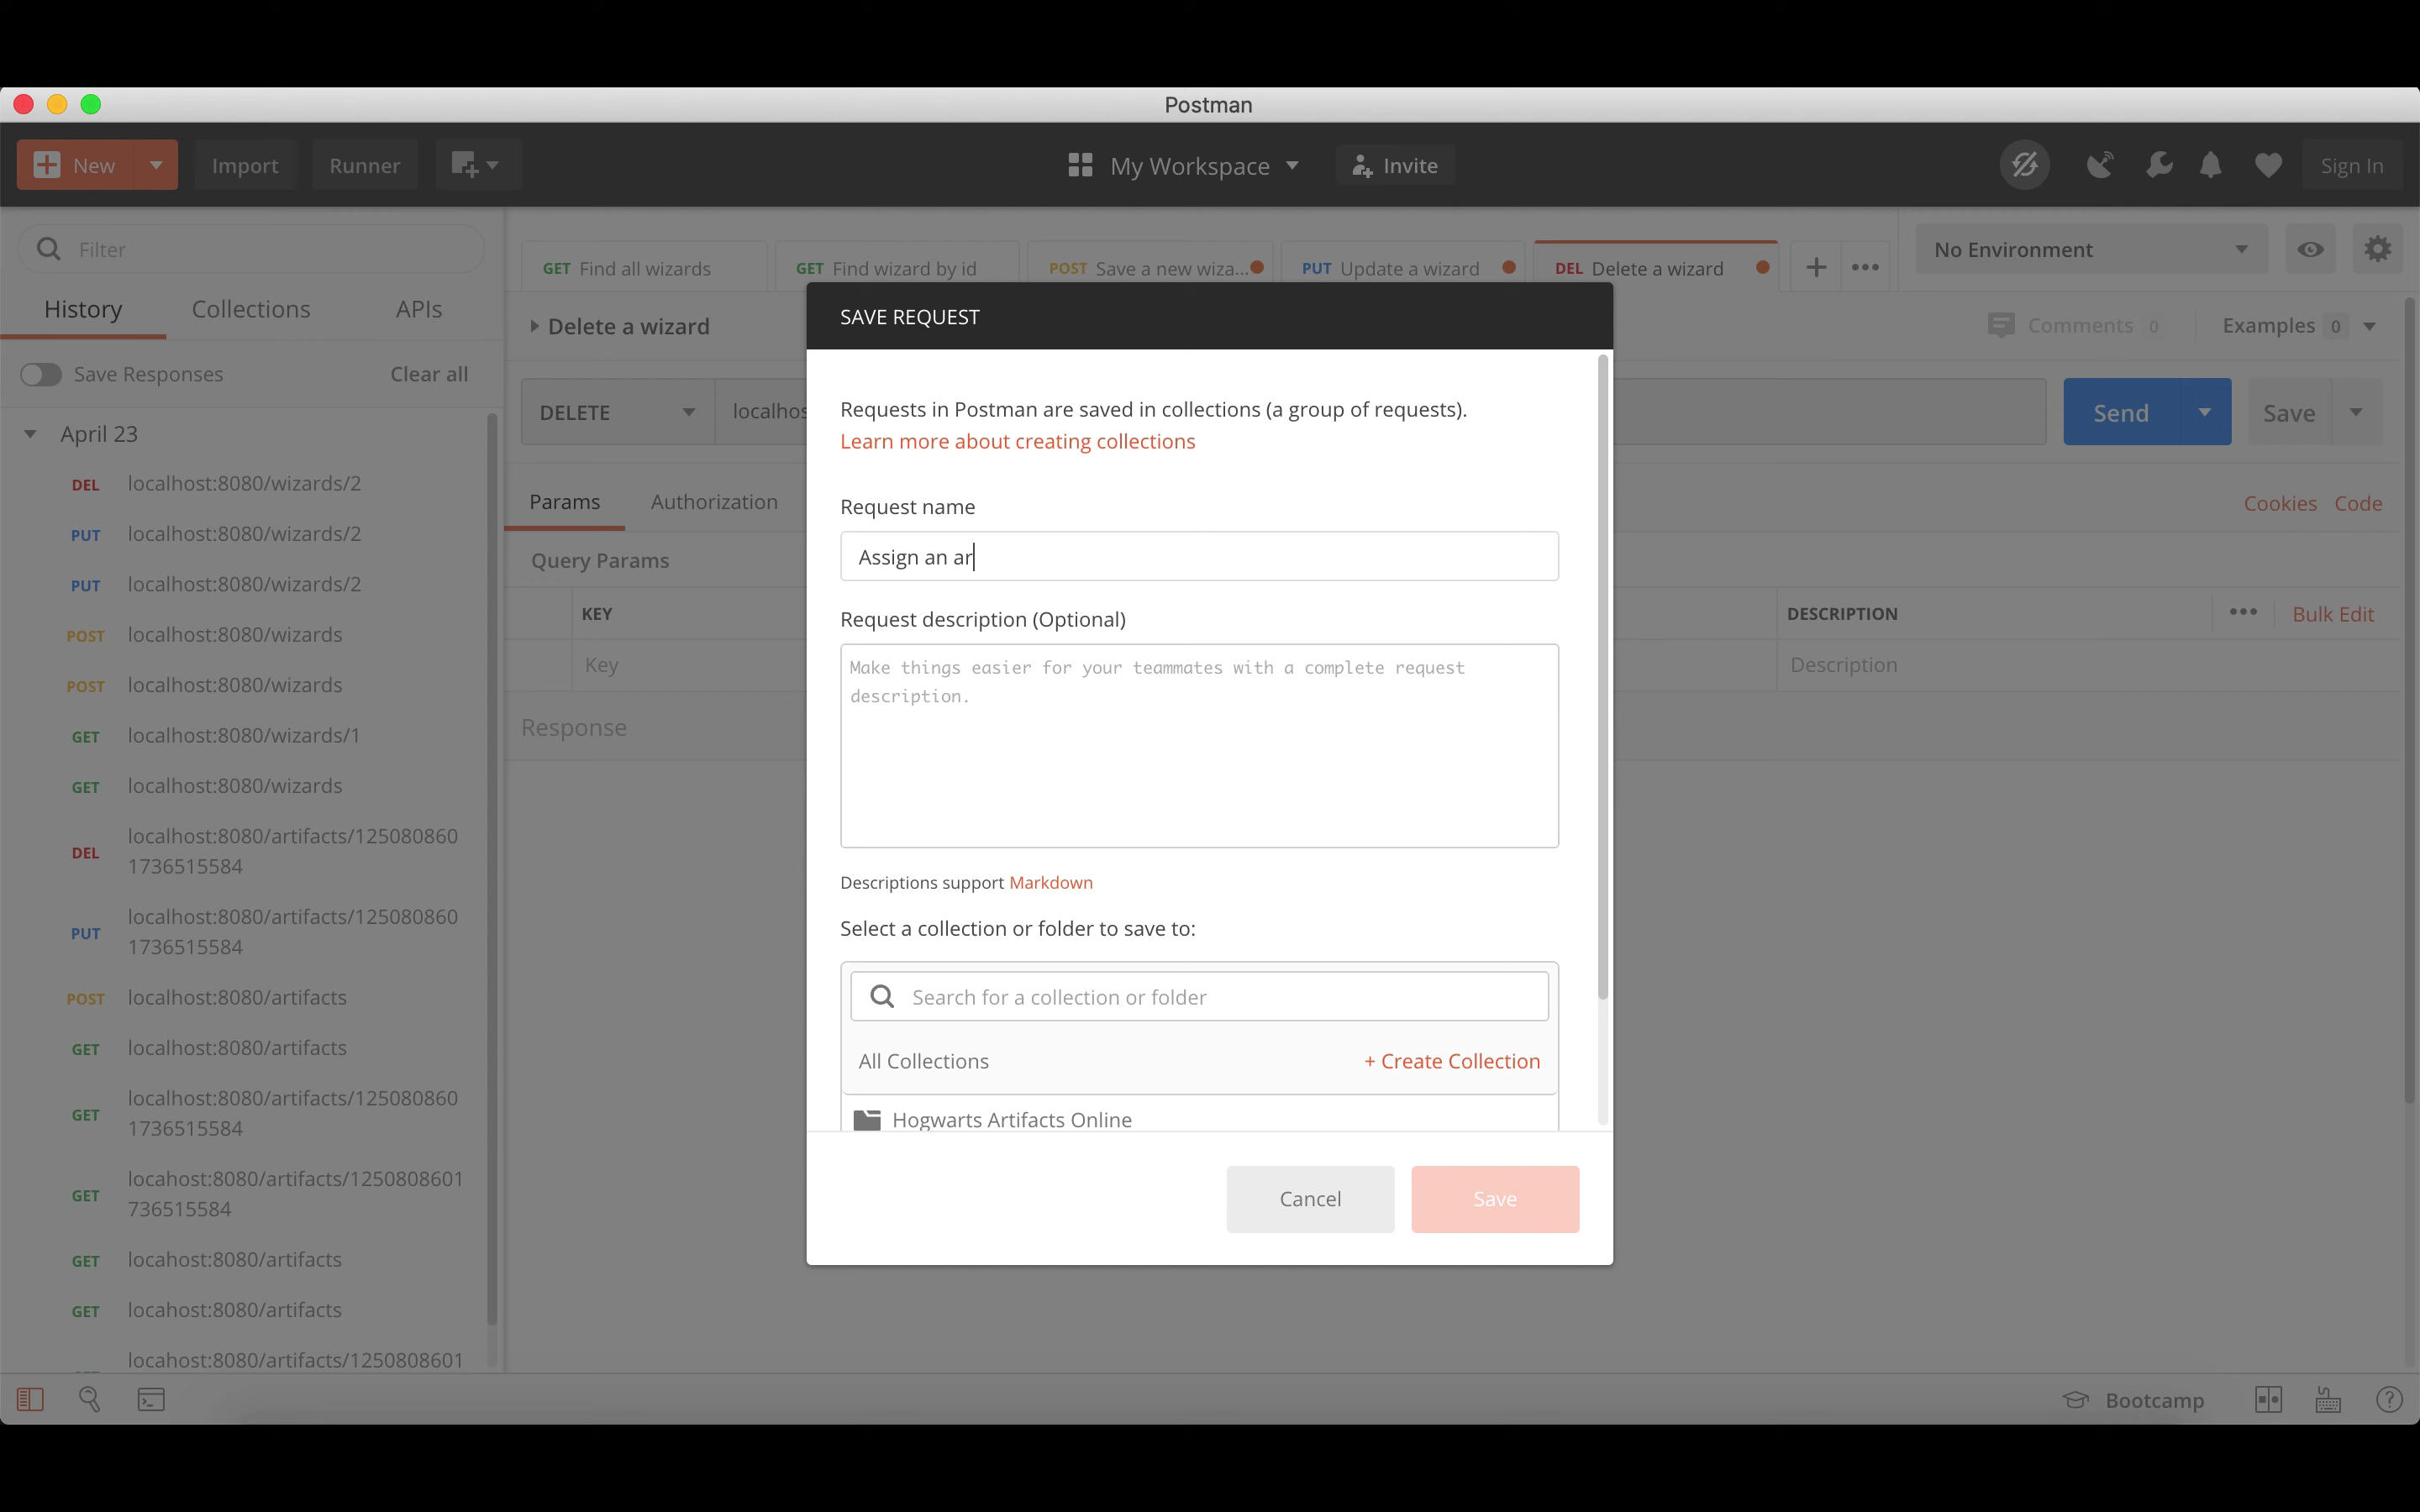 Postman
New
Import
Runner
My Workspace
Invite
Sign In
Filter
History
Collections
APIs
Save Responses
Clear all
April 23
DEL localhost:8080/wizards/2
PUT localhost:8080/wizards/2
PUT localhost:8080/wizards/2
POST localhost:8080/wizards
POST localhost:8080/wizards
GET localhost:8080/wizards/1
GET localhost:8080/wizards
DEL localhost:8080/artifacts/125080860
1736515584
PUT localhost:8080/artifacts/125080860
1736515584
POST localhost:8080/artifacts
GET localhost:8080/artifacts
GET localhost:8080/artifacts/125080860
1736515584
GET locahost:8080/artifacts/1250808601
736515584
GET locahost:8080/artifacts
GET locahost:8080/artifacts
locahost:8080/artifacts/1250808601
GET Find all wizards
GET Find wizard by id
POST Save a new wiza...
PUT Update a wizard
DEL Delete a wizard
No Environment
Delete a wizard
Comments 0
Examples 0
DELETE
localhos
Send
Save
Params
Authorization
Cookies
Code
Query Params
KEY
DESCRIPTION
Bulk Edit
Key
Description
Response
SAVE REQUEST
Requests in Postman are saved in collections (a group of requests).
Learn more about creating collections
Request name
Assign an ar
Request description (Optional)
Make things easier for your teammates with a complete request
description.
Descriptions support Markdown
Select a collection or folder to save to:
Search for a collection or folder
All Collections
+ Create Collection
Hogwarts Artifacts Online
Cancel
Save
Bootcamp